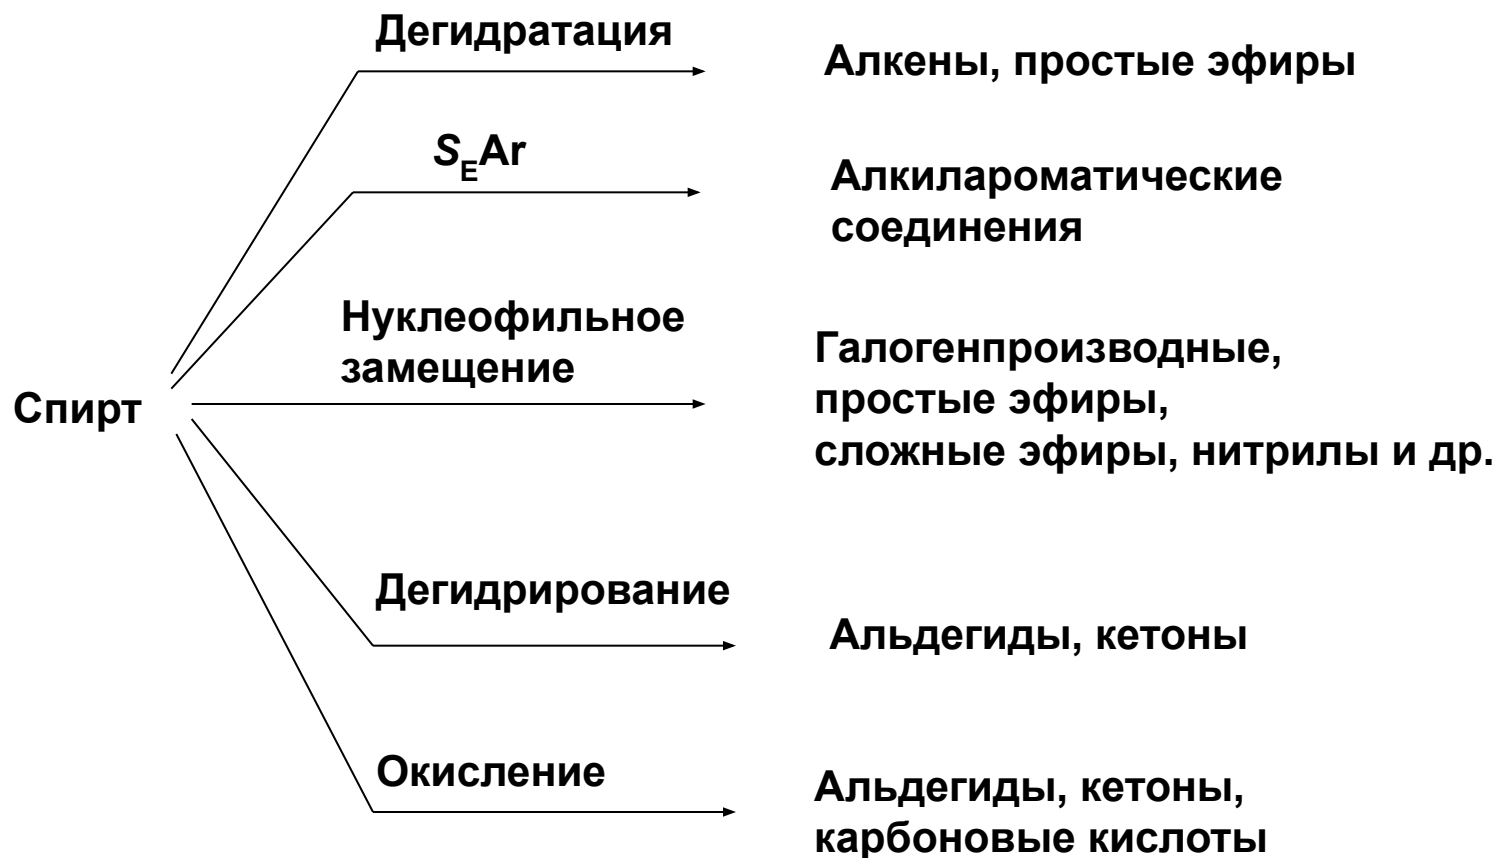 Дегидратация
Алкены, простые эфиры
SEAr
Алкилароматические
соединения
Нуклеофильное
замещение
Галогенпроизводные,
простые эфиры,
сложные эфиры, нитрилы и др.
Спирт
Дегидрирование
Альдегиды, кетоны
Окисление
Альдегиды, кетоны,
карбоновые кислоты